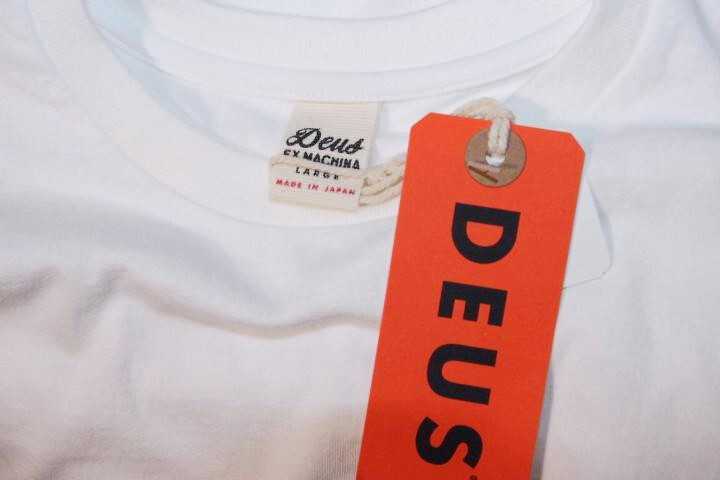 Deus
EX MACHINA
LARGE
MADE IN JAPAN
DEUS